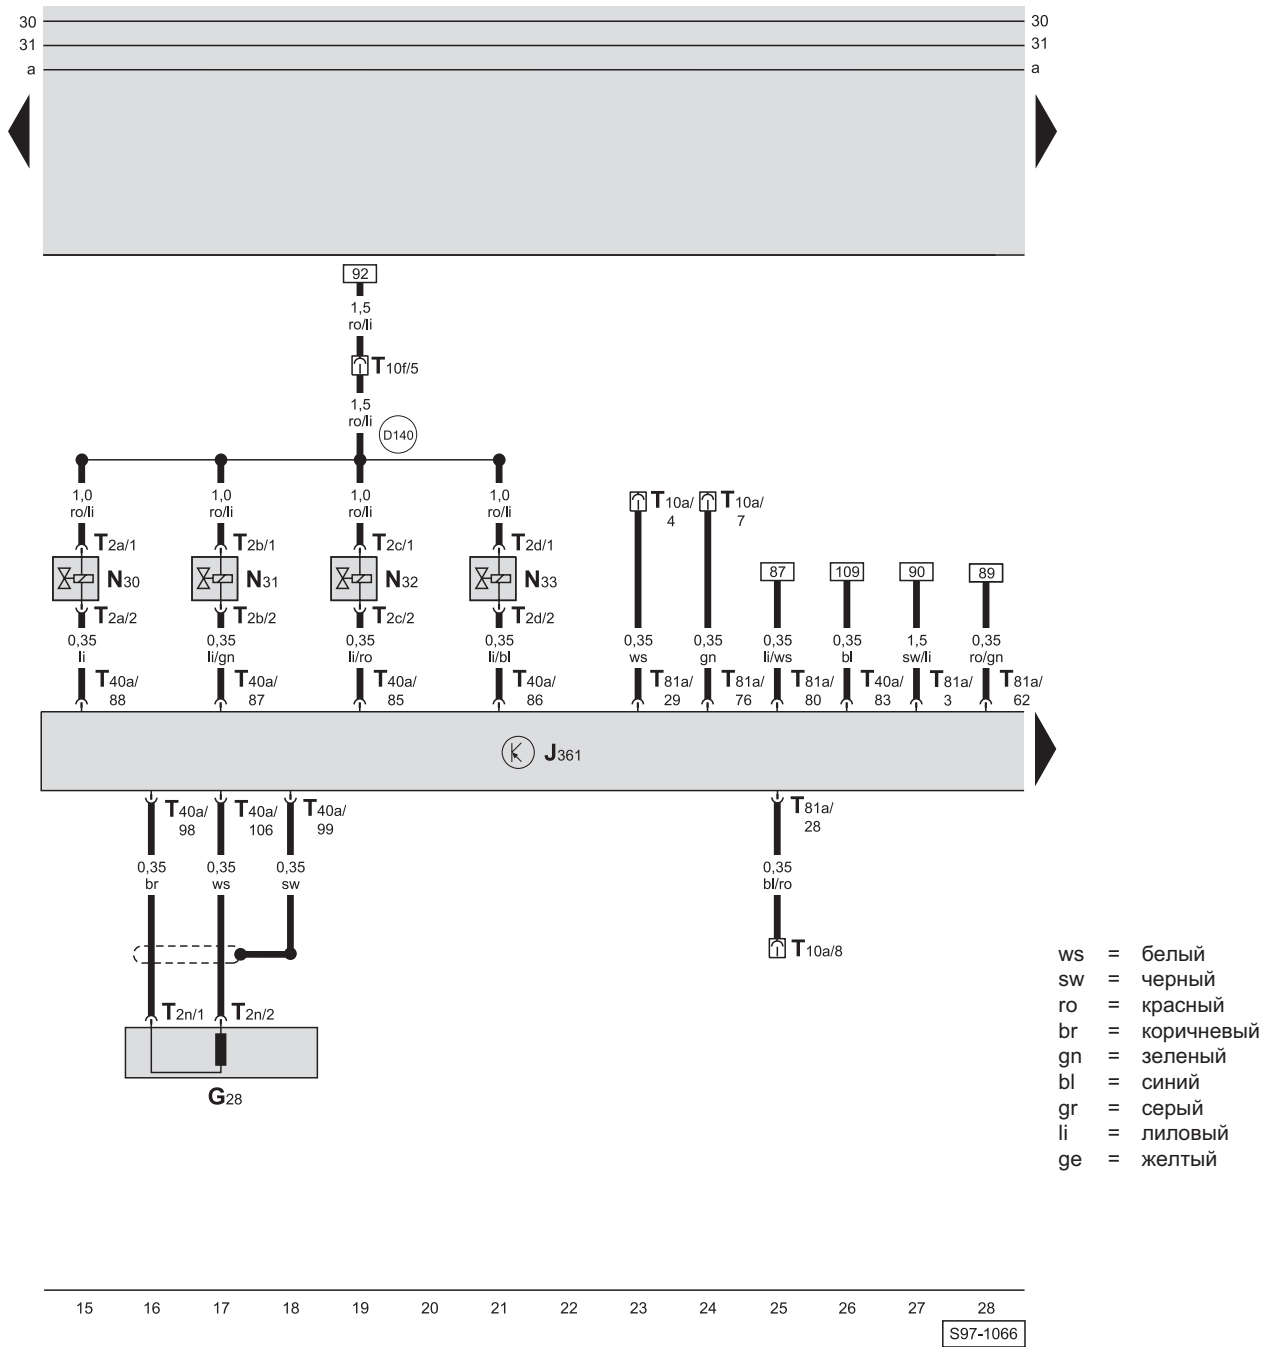 30 30
31 31
a a
92
1,5
ro/li
T10f/5
1,5
ro/li
D140
1,0 1,0 1,0 1,0
ro/li ro/li ro/li ro/li
T10a/ T10a/
4 7
T2a/1 T2b/1 T2c/1 T2d/1
N30 N31 N32 N33
87 109 90 89
T2a/2 T2b/2 T2c/2 T2d/2
0,35 0,35 0,35 0,35 0,35 0,35 0,35 0,35 1,5 0,35
li li/gn li/ro li/bl ws gn li/ws bl sw/li ro/gn
T40a/ T40a/ T40a/ T40a/ T81a/ T81a/ T81a/ T40a/ T81a/ T81a/
88 87 85 86 29 76 80 83 3 62
J361
T40a/ T40a/ T40a/ T81a/
98 106 99 28
0,35 0,35 0,35 0,35
br ws sw bl/ro
T10a/8
T2n/1 T2n/2
G28
ws = белый
sw = черный
ro = красный
br = коричневый
gn = зеленый
bl = синий
gr = серый
li = лиловый
ge = желтый
15 16 17 18 19 20 21 22 23 24 25 26 27 28
S97-1066